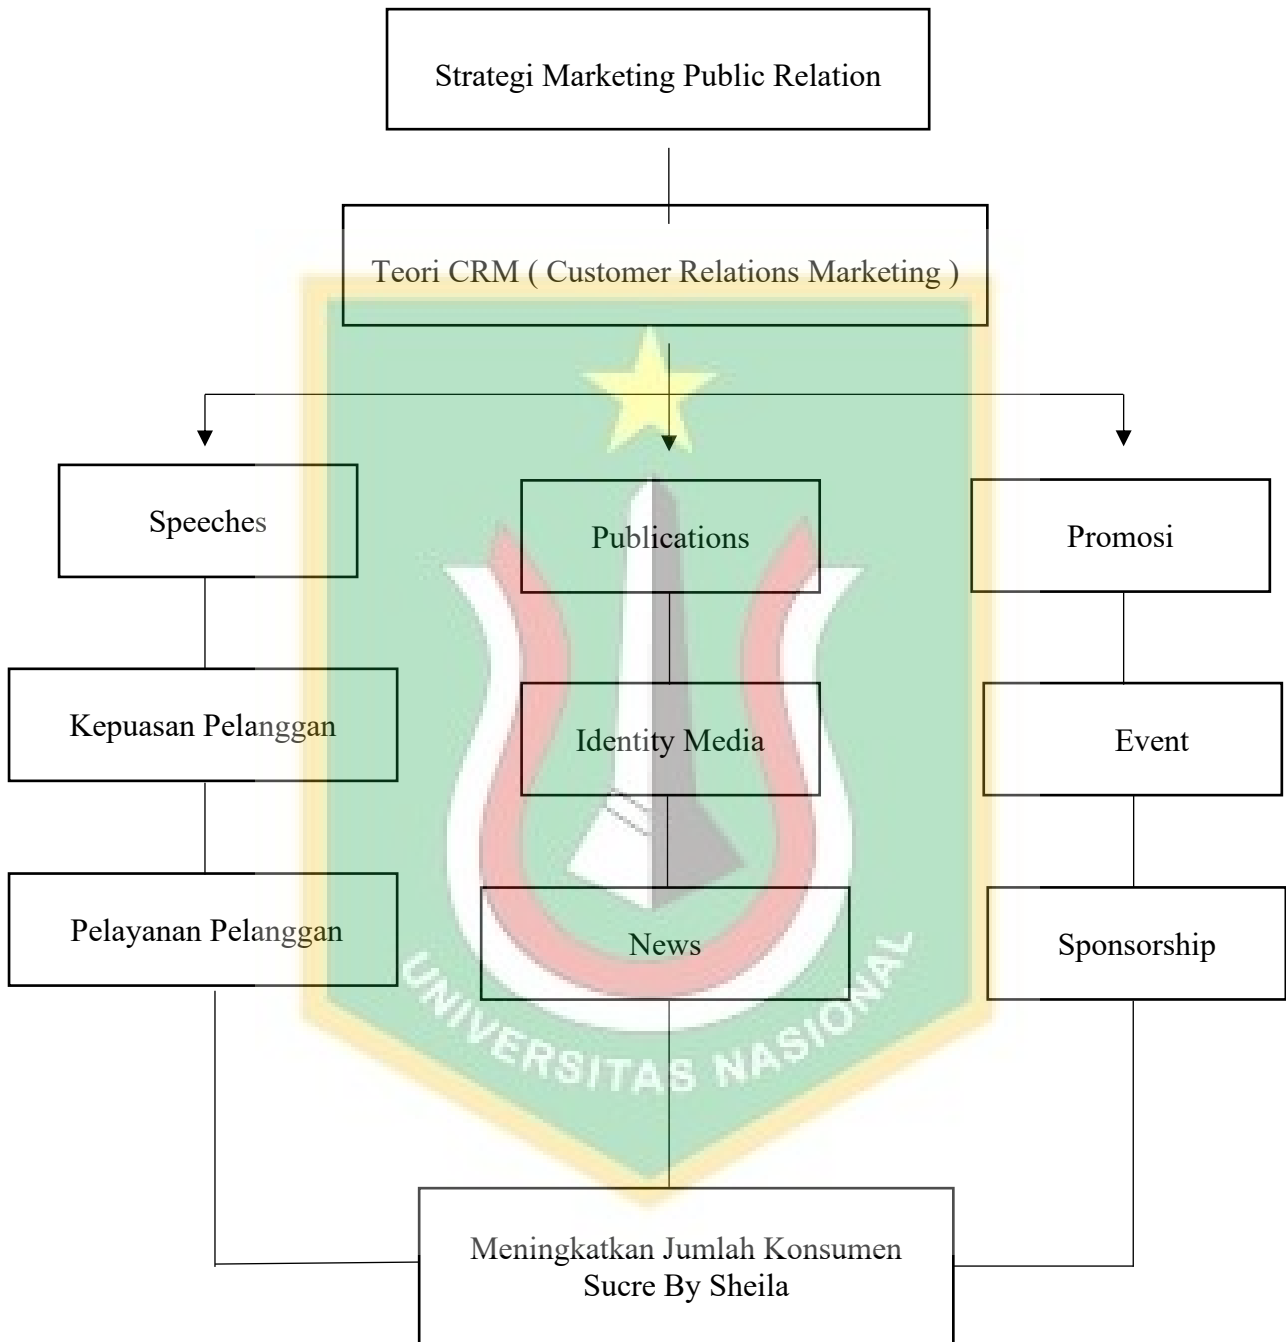 Strategi Marketing Public Relation
Teori CRM ( Customer Relations Marketing )
Speeches
Publications
Promosi
Kepuasan Pelanggan
Identity Media
Event
Pelayanan Pelanggan
News
Sponsorship
UNIVERSITAS NASIONAL
Meningkatkan Jumlah Konsumen
Sucre By Sheila